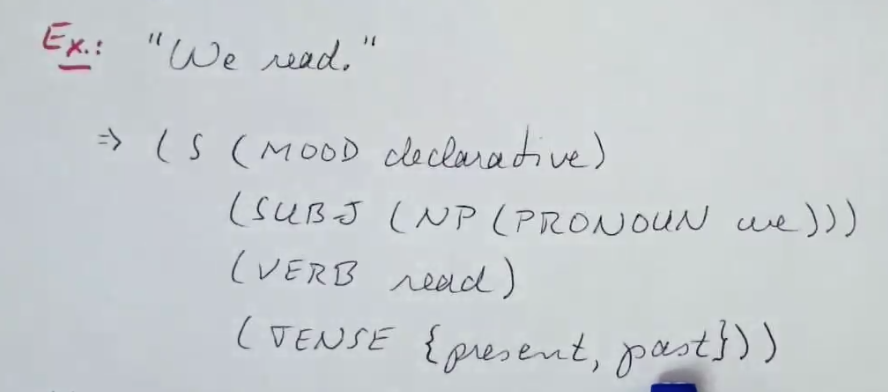 Ex.: "We read."
⇒ (S (MOOD declarative)
(SUBJ (NP (PRONOUN we)))
(VERB read)
(TENSE {present, past}))